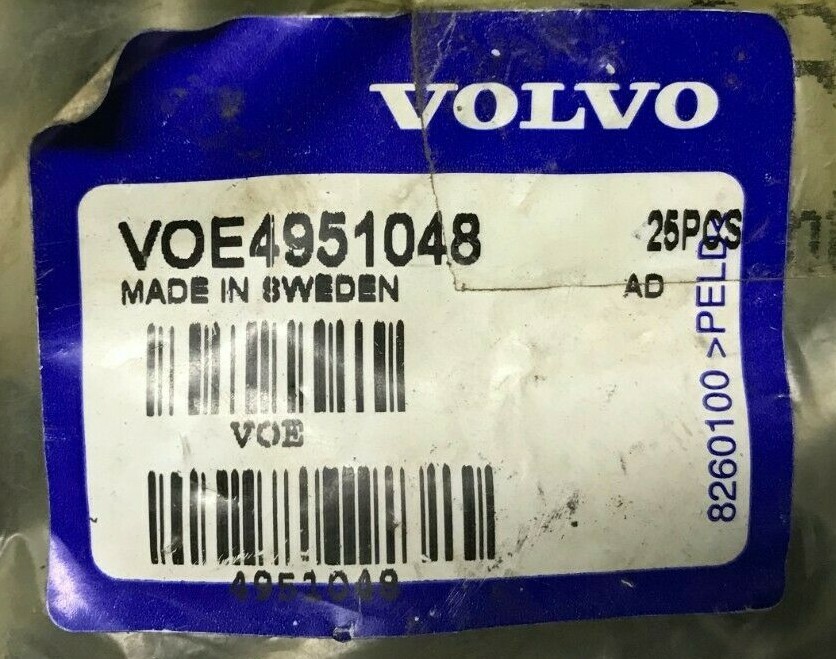 VOLVO
VOE4951048 25PCS
MADE IN SWEDEN AD
VOE
4951048
8260100 >PELD<